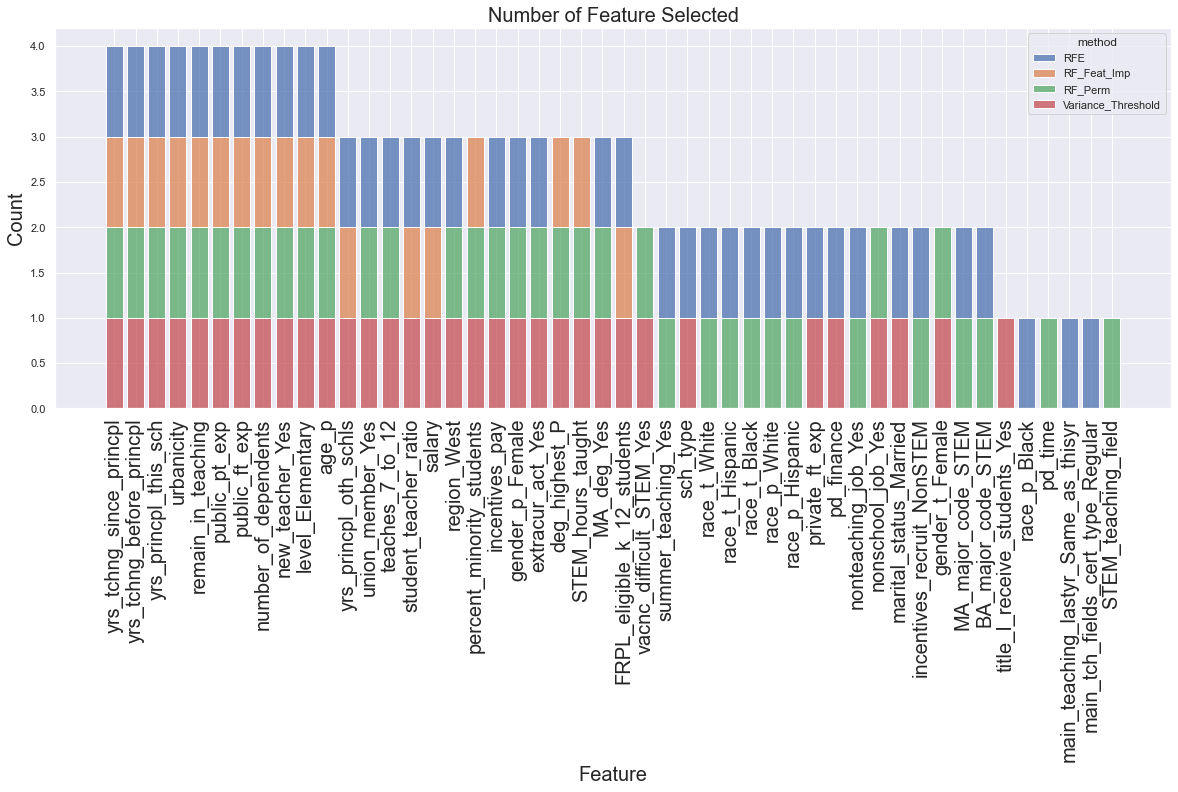 Number of Feature Selected
method
RFE
RF_Feat_Imp
RF_Perm
Variance_Threshold
Count
4.0
3.5
3.0
2.5
2.0
1.5
1.0
0.5
0.0
yrs_tchng_since_princpl
yrs_tchng_before_princpl
yrs_princpl_this_sch
urbanicity
remain_in_teaching
public_pt_exp
public_ft_exp
number_of_dependents
new_teacher_Yes
level_Elementary
age_p
yrs_princpl_oth_schls
union_member_Yes
teaches_7_to_12
student_teacher_ratio
salary
region_West
percent_minority_students
incentives_pay
gender_p_Female
extracur_act_Yes
deg_highest_P
STEM_hours_taught
MA_deg_Yes
FRPL_eligible_k_12_students
vacnc_difficult_STEM_Yes
summer_teaching_Yes
sch_type
race_t_White
race_t_Hispanic
race_t_Black
race_p_White
race_p_Hispanic
private_ft_exp
pd_finance
nonteaching_job_Yes
nonschool_job_Yes
marital_status_Married
incentives_recruit_NonSTEM
gender_t_Female
MA_major_code_STEM
BA_major_code_STEM
title_I_receive_students_Yes
race_p_Black
pd_time
main_teaching_lastyr_Same_as_thisyr
main_tch_fields_cert_type_Regular
STEM_teaching_field
Feature